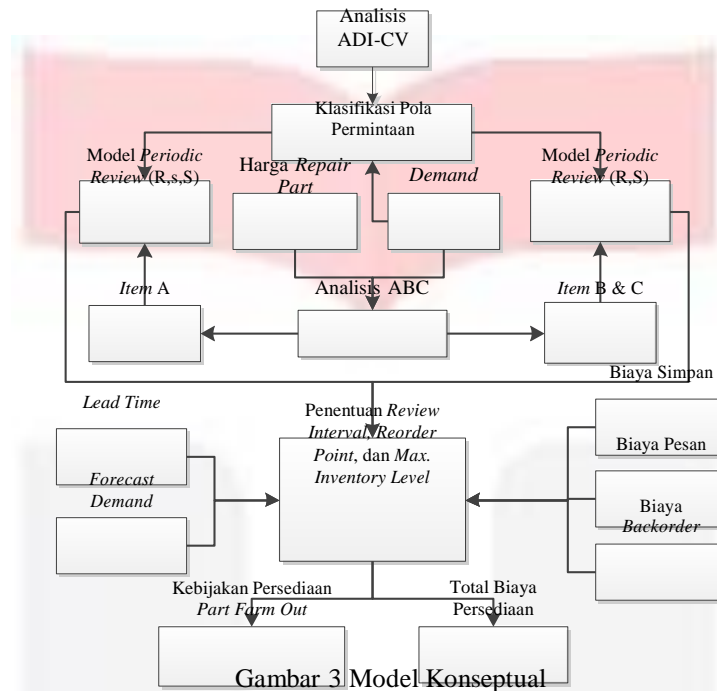 Analisis
ADI-CV
Klasifikasi Pola
Permintaan
Model Periodic
Review (R,s,S)
Harga Repair
Part
Demand
Model Periodic
Review (R,S)
Item A
Analisis ABC
Item B & C
Biaya Simpan
Lead Time
Penentuan Review
Interval, Reorder
Point, dan Max.
Inventory Level
Biaya Pesan
Forecast
Demand
Biaya
Backorder
Kebijakan Persediaan
Part Farm Out
Total Biaya
Persediaan
Gambar 3 Model Konseptual